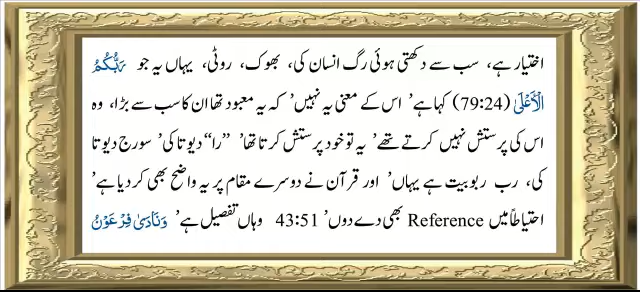 اختیار ہے، سب سے دکھتی ہوئی رگ انسان کی، بھوک، روٹی، یہاں یہ جو رَبُّکُمُ
الْاَعْلٰی (79:24) کہا ہے’ اس کے معنی یہ نہیں’ کہ یہ معبود تھا ان کا سب سے بڑا، وہ
اس کی پرستش نہیں کرتے تھے’ یہ تو خود پرستش کرتا تھا’ ”را“ دیوتا کی’ سورج دیوتا
کی، رب ربوبیت ہے یہاں’ اور قرآن نے دوسرے مقام پر یہ واضح بھی کر دیا ہے’
احتیاطاً میں Reference بھی دے دوں’ 43:51 وہاں تفصیل ہے’ وَنَادٰی فِرْعَوْنُ